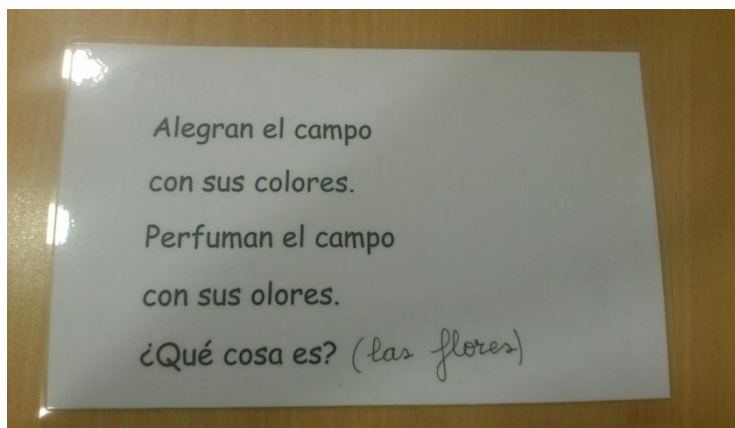 Alegran el campo
con sus colores.
Perfuman el campo
con sus olores.
¿Qué cosa es? (las flores)